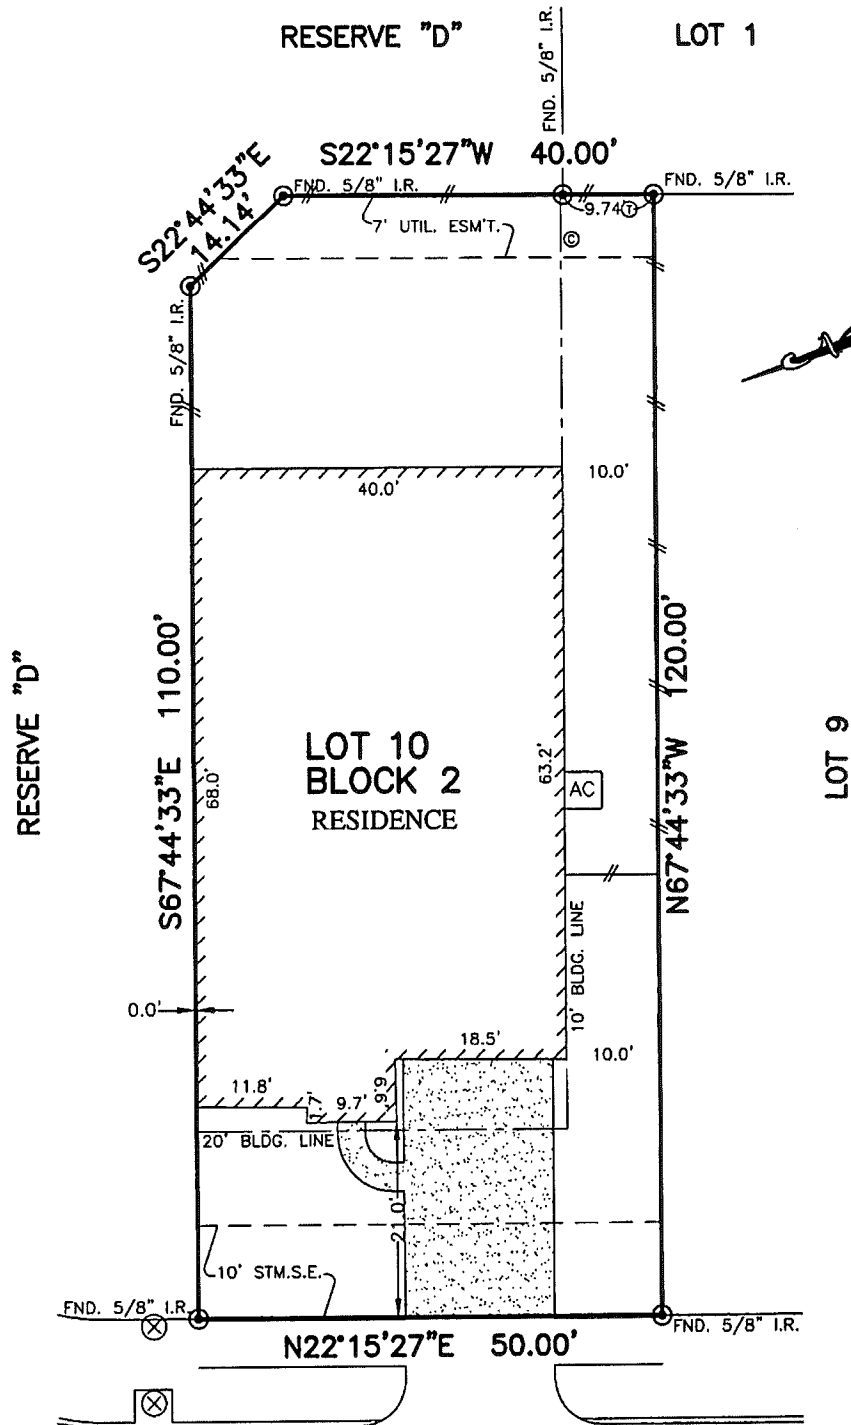 RESERVE "D"
FND. 5/8" I.R.
LOT 1
S22°15'27"W 40.00'
S22°44'33"E
14.14'
FND. 5/8" I.R.
FND. 5/8" I.R.
9.74' T
7' UTIL. ESM'T.
C
FND. 5/8" I.R.
40.0'
10.0'
S67°44'33"E 110.00'
N67°44'33"W 120.00'
RESERVE "D"
LOT 9
68.0'
63.2'
LOT 10
BLOCK 2
RESIDENCE
AC
10' BLDG. LINE
0.0'
18.5'
10.0'
11.8'
1.7'
9.7'
6.6'
20' BLDG. LINE
21.0'
10' STM.S.E.
FND. 5/8" I.R.
FND. 5/8" I.R.
N22°15'27"E 50.00'